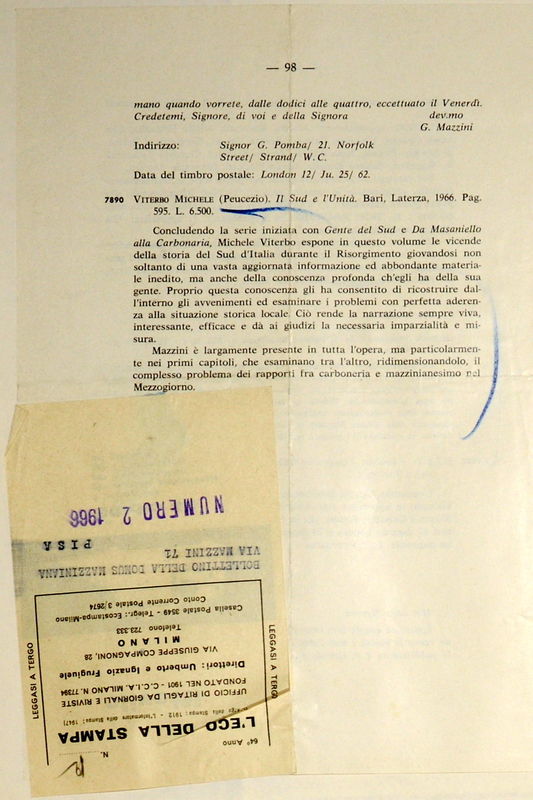 — 98 —
mano quando vorrete, dalle dodici alle quattro, eccettuato il Venerdì.
Credetemi, Signore, di voi e della Signora dev.mo
G. Mazzini
Indirizzo: Signor G. Pomba/ 21. Norfolk
Street/ Strand/ W. C.
Data del timbro postale: London 12/ Ju. 25/ 62.
7890 VITERBO MICHELE (Peucezio). Il Sud e l'Unità. Bari, Laterza, 1966. Pag.
595. L. 6.500.
Concludendo la serie iniziata con Gente del Sud e Da Masaniello
alla Carbonaria, Michele Viterbo espone in questo volume le vicende
della storia del Sud d'Italia durante il Risorgimento giovandosi non
soltanto di una vasta aggiornata informazione ed abbondante materia-
le inedito, ma anche della conoscenza profonda ch'egli ha della sua
gente. Proprio questa conoscenza gli ha consentito di ricostruire dal-
l'interno gli avvenimenti ed esaminare i problemi con perfetta aderen-
za alla situazione storica locale. Ciò rende la narrazione sempre viva,
interessante, efficace e dà ai giudizi la necessaria imparzialità e mi-
sura.
Mazzini è largamente presente in tutta l'opera, ma particolarmen-
te nei primi capitoli, che esaminano tra l'altro, ridimensionandolo, il
complesso problema dei rapporti fra carboneria e mazzinianesimo nel
Mezzogiorno.
N.
64° Anno
L'ECO DELLA STAMPA
L'Informatore della Stampa: 1947)
UFFICIO DI RITAGLI DA GIORNALI E RIVISTE
FONDATO NEL 1901 - C.C.I.A. MILANO N. 77394
Direttori: Umberto e Ignazio Frugiuele
VIA GIUSEPPE COMPAGNONI, 28
MILANO
Telefono 723.333
Casella Postale 3549 - Telegr.: Ecostampa-Milano
Conto Corrente Postale 3/2674
LEGGASI A TERGO
LEGGASI A TERGO
BOLLETTINO DELLA DOMUS MAZZINIANA
VIA MAZZINI 71
PISA
NUMERO 2 1966